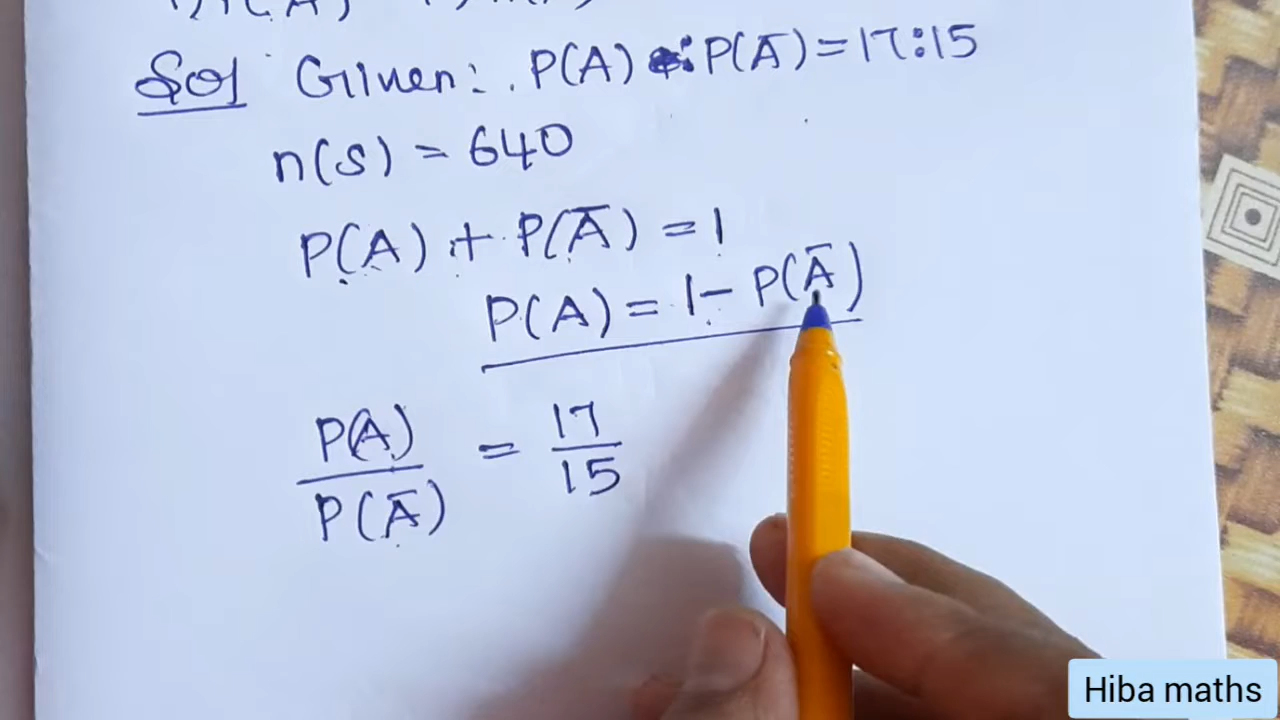 Sol Given: P(A) : P(Ā) = 17:15
n(S) = 640
P(A) + P(Ā) = 1
P(A) = 1 - P(Ā)
P(A)/P(Ā) = 17/15
Hiba maths